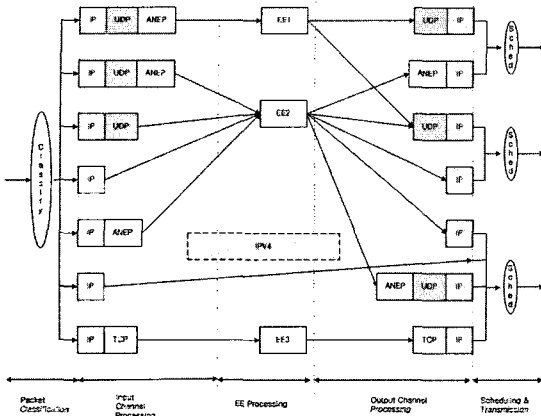 IP UDP ANEP EE1 UDP IP Sched
IP UDP ANEP ANEP IP
Classify IP UDP EE2 UDP IP Sched
IP IP
IP ANEP IP
IPV4
IP ANEP UDP IP Sched
IP TCP EE3 TCP IP
Packet Classification
Input Channel Processing
EE Processing
Output Channel Processing
Scheduling & Transmission